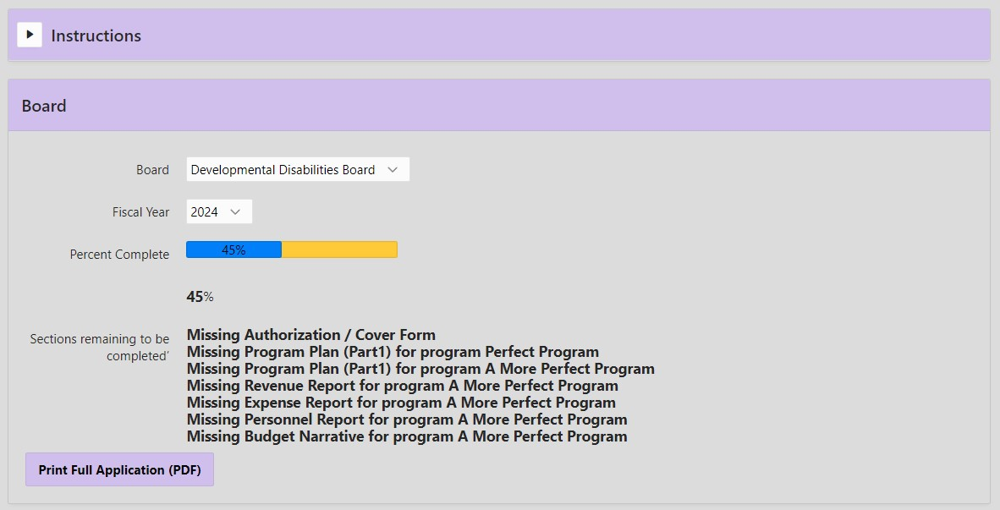 Instructions
Board
Board Developmental Disabilities Board
Fiscal Year 2024
Percent Complete 45%
45%
Sections remaining to be completed'
Missing Authorization / Cover Form
Missing Program Plan (Part1) for program Perfect Program
Missing Program Plan (Part1) for program A More Perfect Program
Missing Revenue Report for program A More Perfect Program
Missing Expense Report for program A More Perfect Program
Missing Personnel Report for program A More Perfect Program
Missing Budget Narrative for program A More Perfect Program
Print Full Application (PDF)